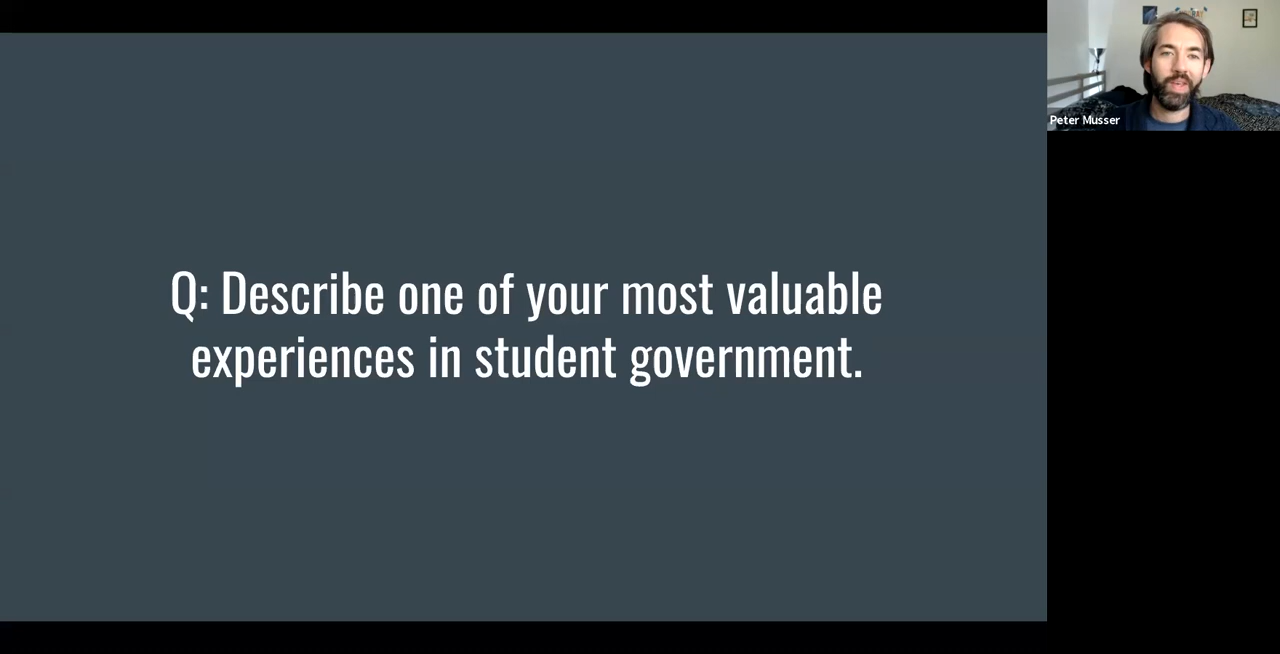 Q: Describe one of your most valuable
experiences in student government.
Peter Musser